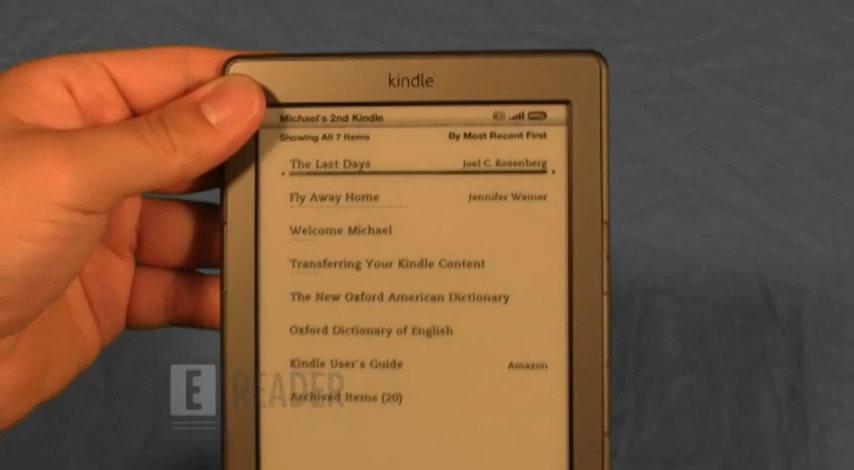 kindle
Michael's 2nd Kindle
Showing All 7 Items By Most Recent First
The Last Days Joel C. Rosenberg
Fly Away Home Jennifer Weiner
Welcome Michael
Transferring Your Kindle Content
The New Oxford American Dictionary
Oxford Dictionary of English
Kindle User's Guide Amazon
Archived Items (20)
E READER